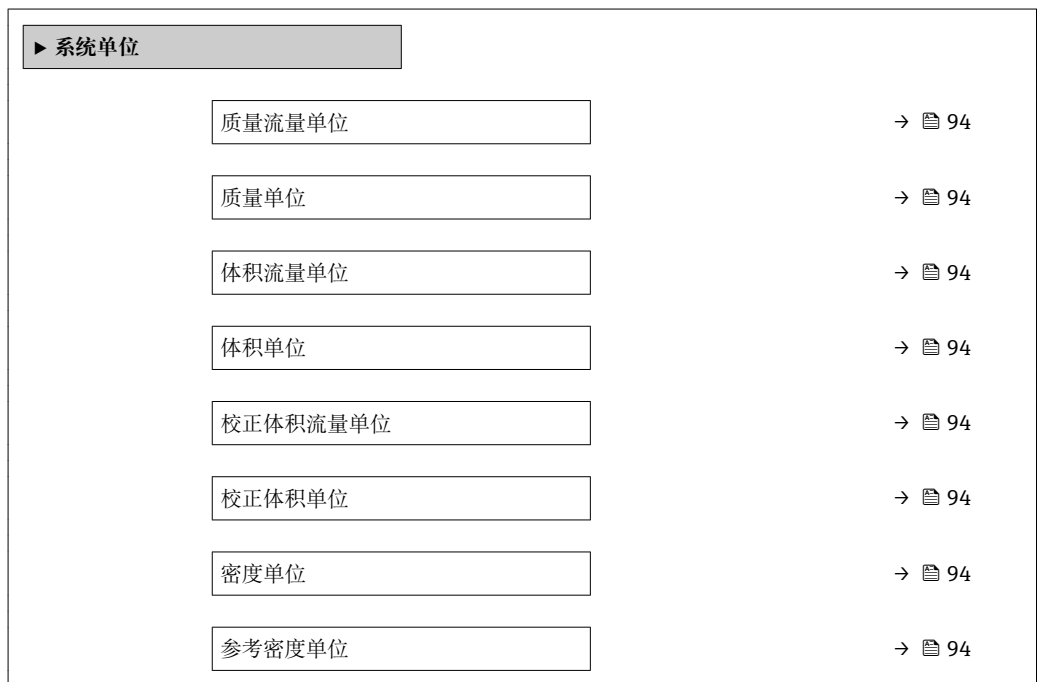 ▶ 系统单位
质量流量单位 → 🖹 94
质量单位 → 🖹 94
体积流量单位 → 🖹 94
体积单位 → 🖹 94
校正体积流量单位 → 🖹 94
校正体积单位 → 🖹 94
密度单位 → 🖹 94
参考密度单位 → 🖹 94